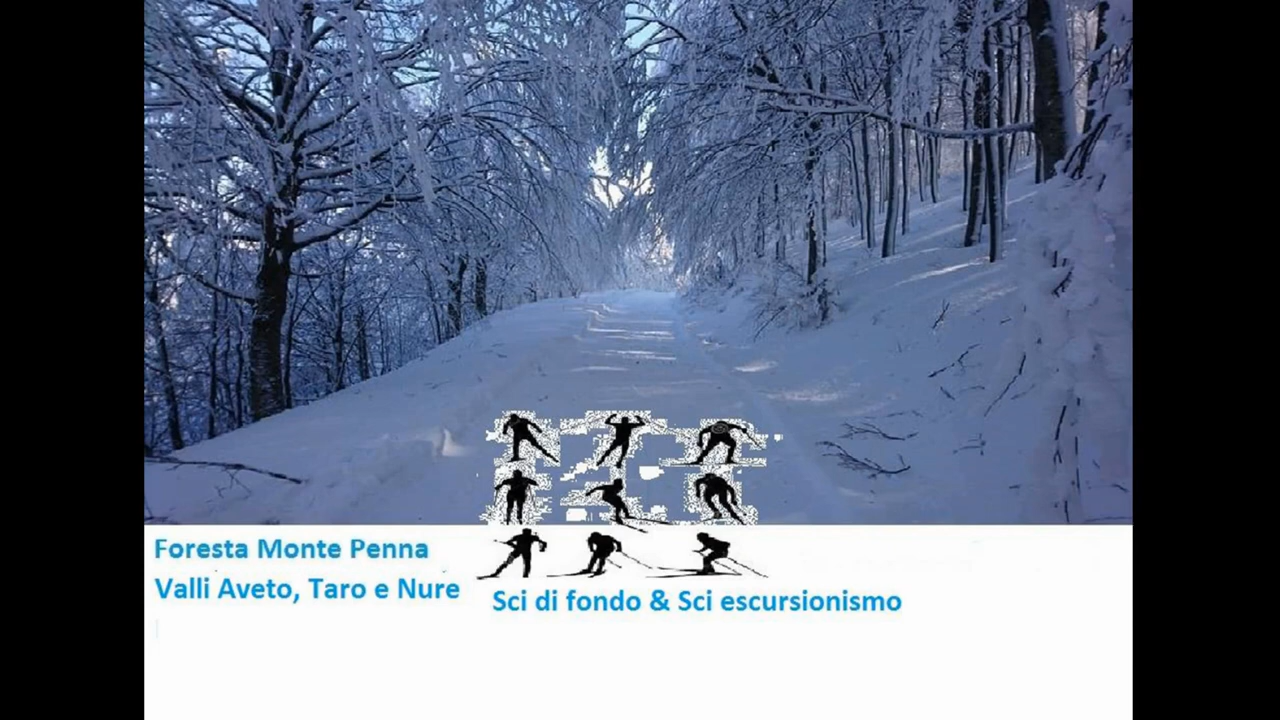 Foresta Monte Penna
Valli Aveto, Taro e Nure
Sci di fondo & Sci escursionismo